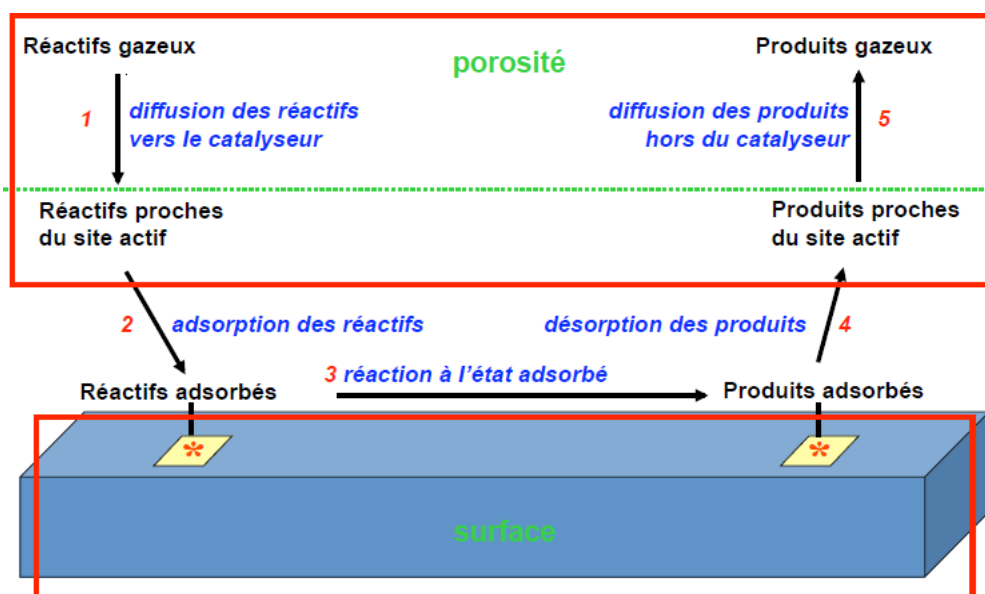 Réactifs gazeux
Produits gazeux
porosité
1
diffusion des réactifs
vers le catalyseur
diffusion des produits
hors du catalyseur
5
Réactifs proches
du site actif
Produits proches
du site actif
2
adsorption des réactifs
désorption des produits
4
3 réaction à l'état adsorbé
Réactifs adsorbés
Produits adsorbés
*
*
surface